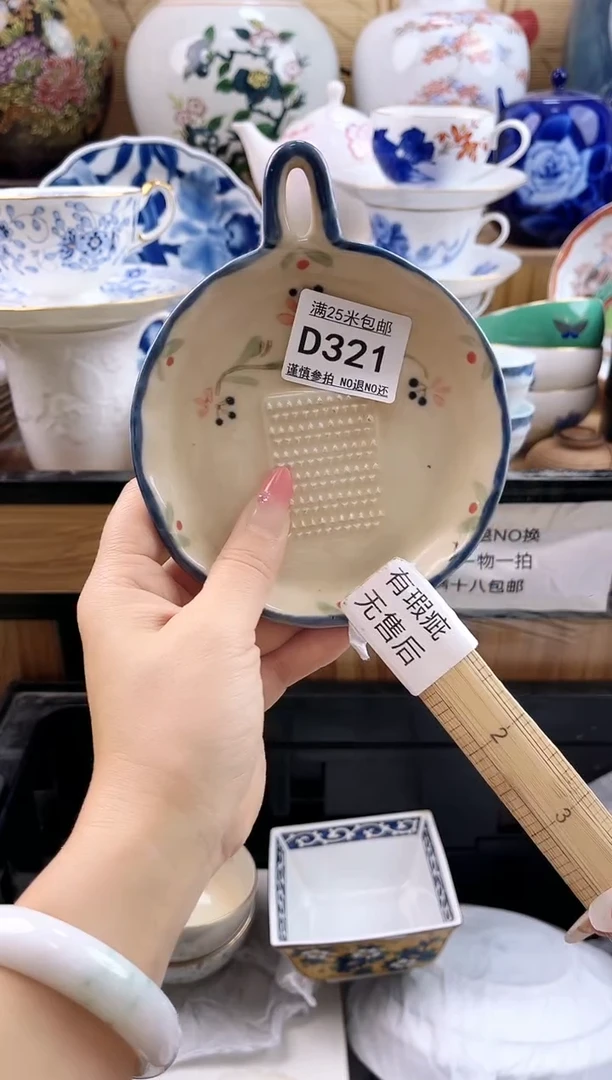 满25米包邮
D321
谨慎参拍 NO退NO还
NO换
一物一拍
十八包邮
有瑕疵
无售后
2
3